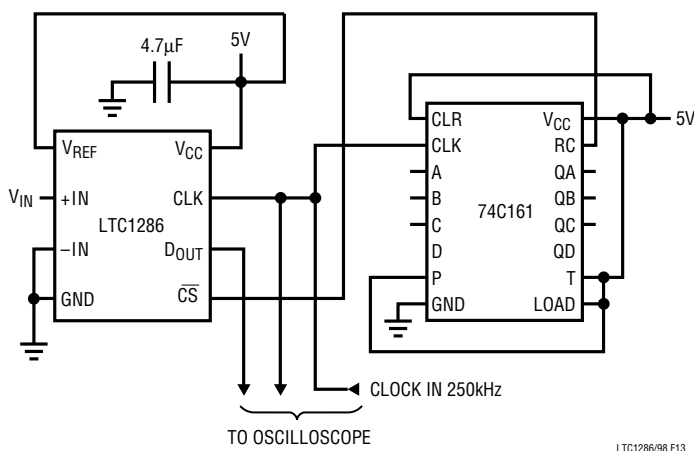 4.7µF
5V
VREF
VCC
VIN
+IN
CLK
LTC1286
–IN
DOUT
GND
CS
CLR
VCC
5V
CLK
RC
A
QA
B
QB
74C161
C
QC
D
QD
P
T
GND
LOAD
CLOCK IN 250kHz
TO OSCILLOSCOPE
LTC1286/98 F13